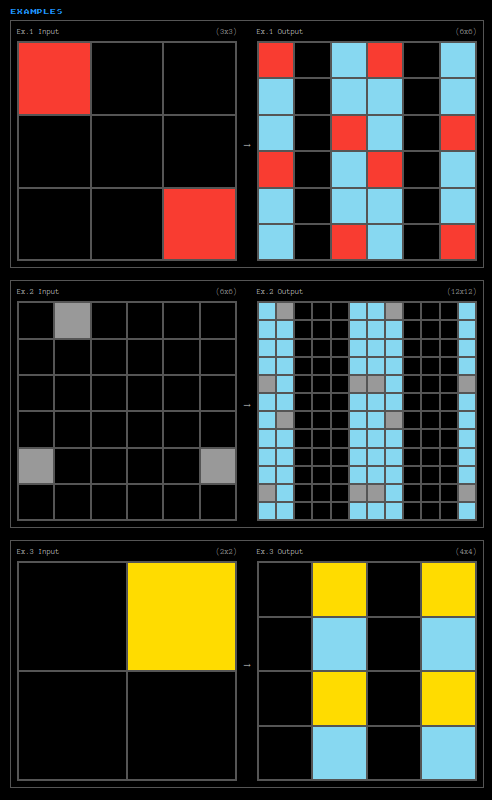 EXAMPLES
Ex.1 Input (3x3)
Ex.1 Output (6x6)
→
Ex.2 Input (6x6)
Ex.2 Output (12x12)
→
Ex.3 Input (2x2)
Ex.3 Output (4x4)
→